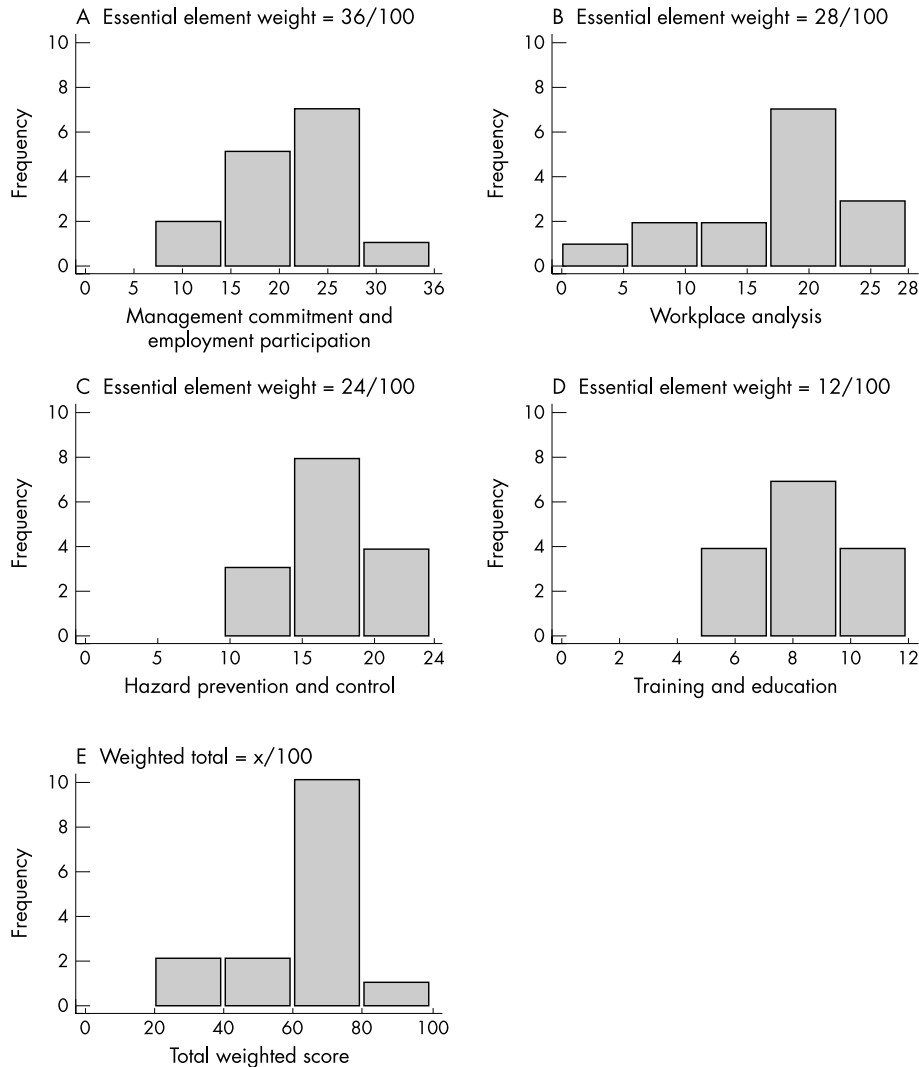 A Essential element weight = 36/100
10
8
6
4
2
0
Frequency
0 5 10 15 20 25 30 36
Management commitment and
employment participation
B Essential element weight = 28/100
10
8
6
4
2
0
Frequency
0 5 10 15 20 25 28
Workplace analysis
C Essential element weight = 24/100
10
8
6
4
2
0
Frequency
0 5 10 15 20 24
Hazard prevention and control
D Essential element weight = 12/100
10
8
6
4
2
0
Frequency
0 2 4 6 8 10 12
Training and education
E Weighted total = x/100
10
8
6
4
2
0
Frequency
0 20 40 60 80 100
Total weighted score